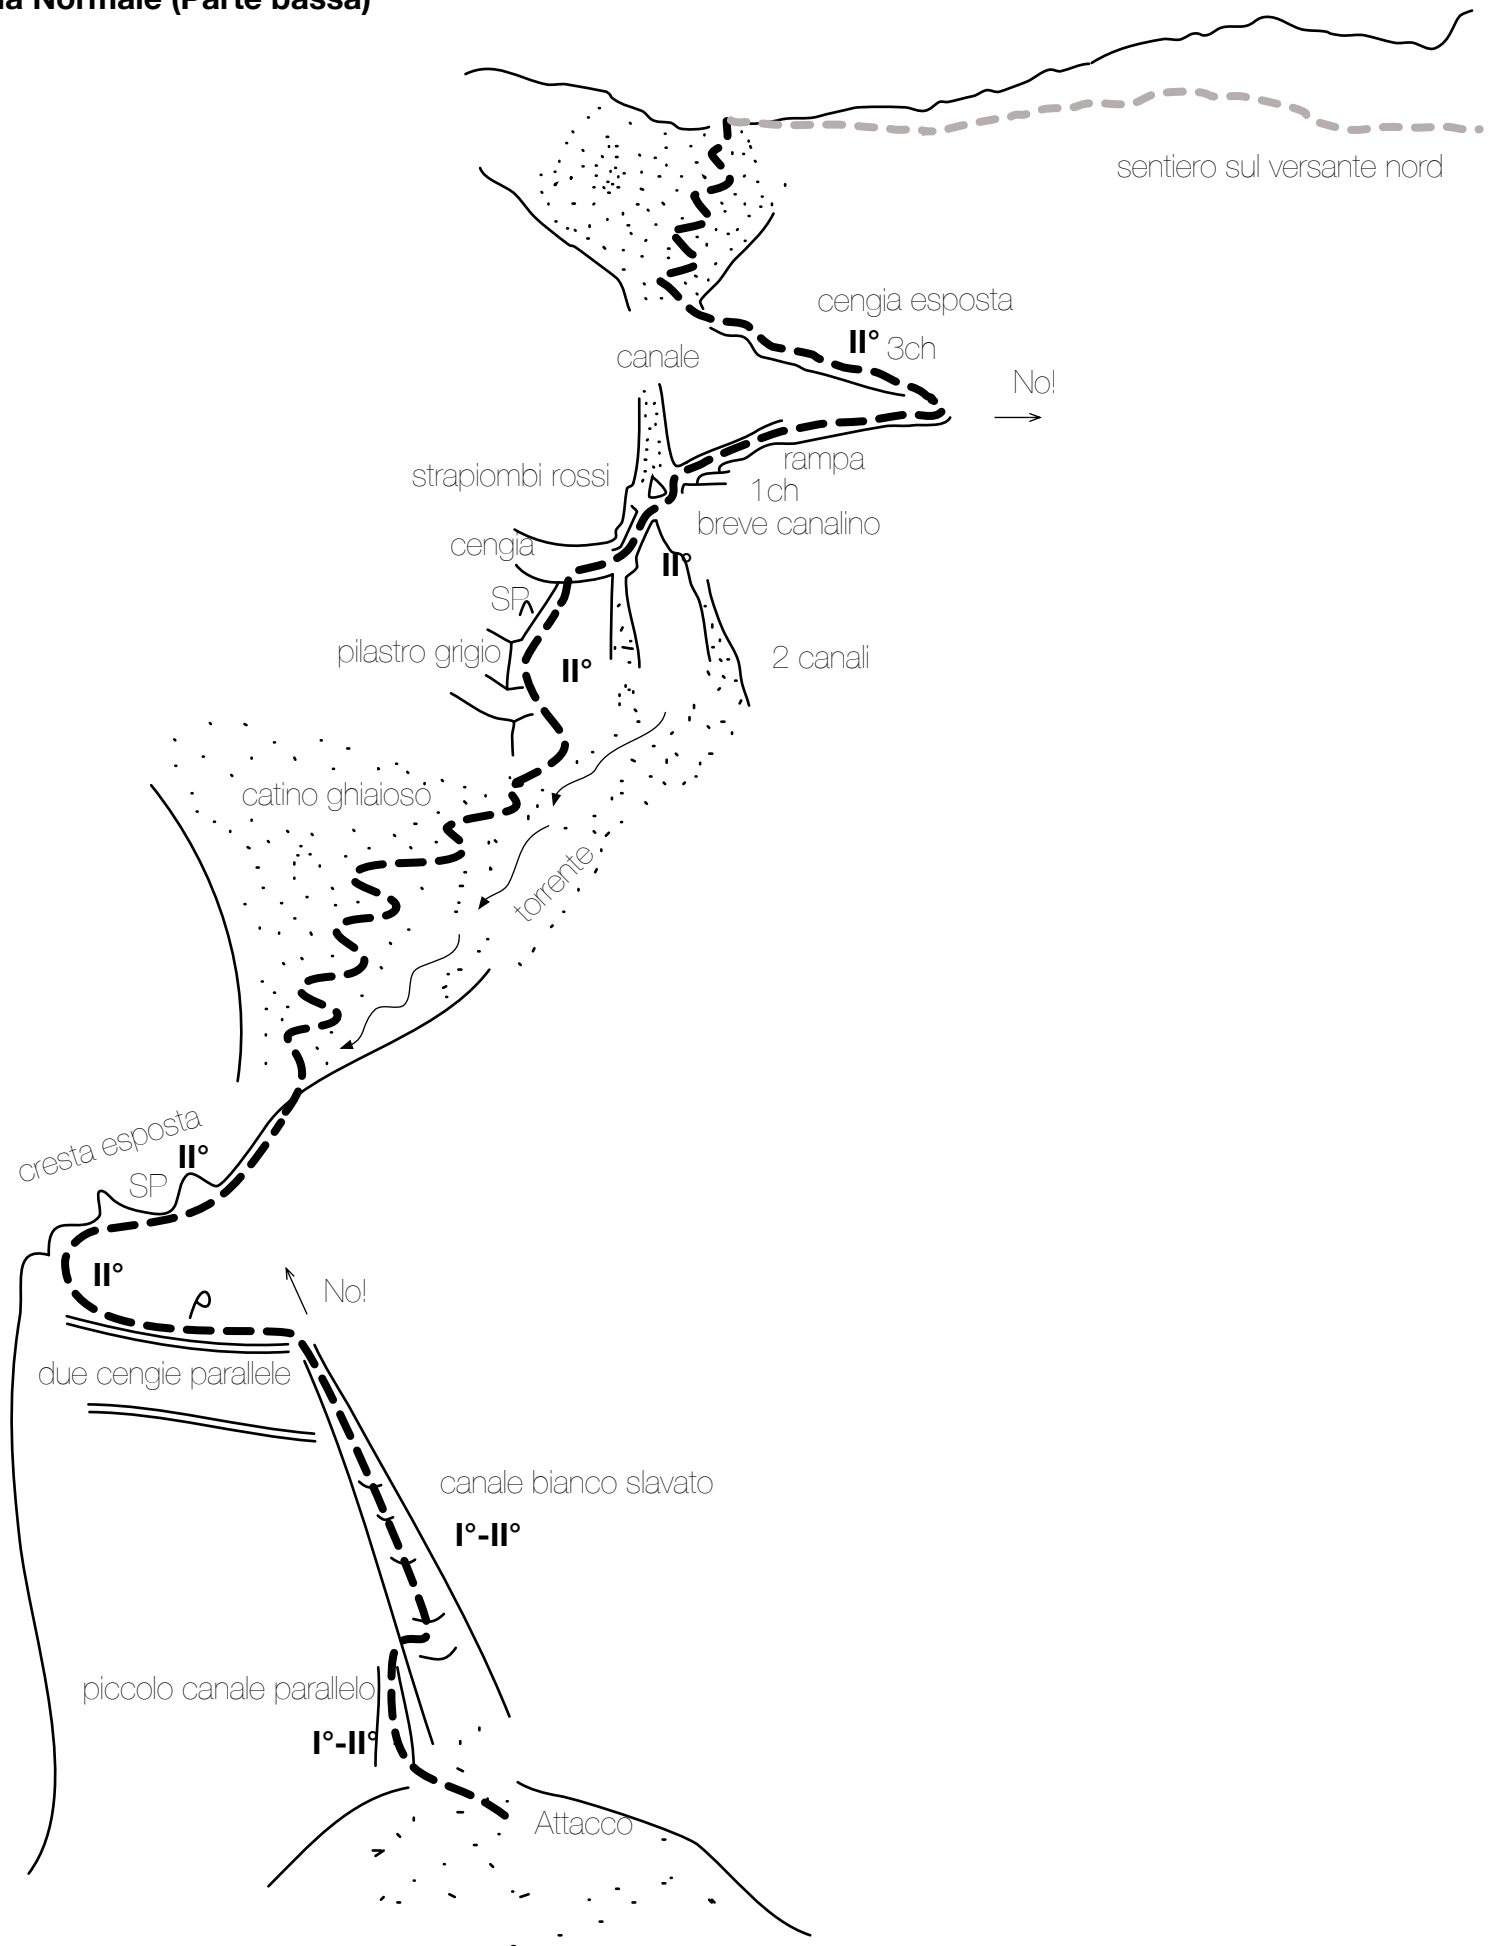 Normale (Parte bassa)
sentiero sul versante nord
cengia esposta
II° 3ch
canale
No!
rampa
strapiombi rossi
1ch
breve canalino
cengia
II°
SP
pilastro grigio
II°
2 canali
catino ghiaioso
torrente
cresta esposta
II°
SP
II°
No!
due cengie parallele
canale bianco slavato
I°-II°
piccolo canale parallelo
I°-II°
Attacco